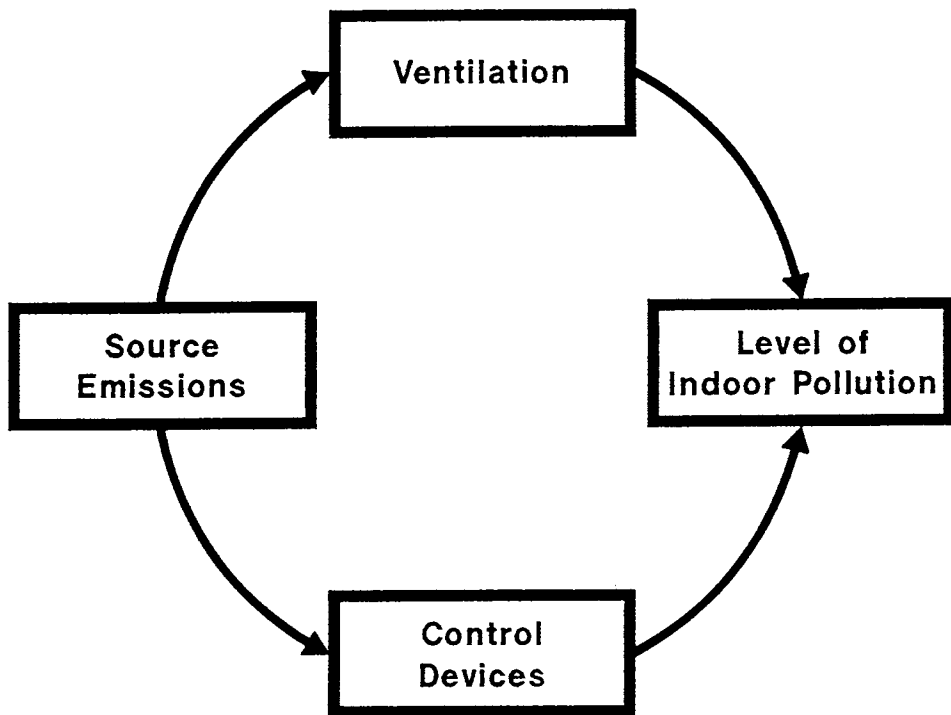 Ventilation
Source
Emissions
Level of
Indoor Pollution
Control
Devices